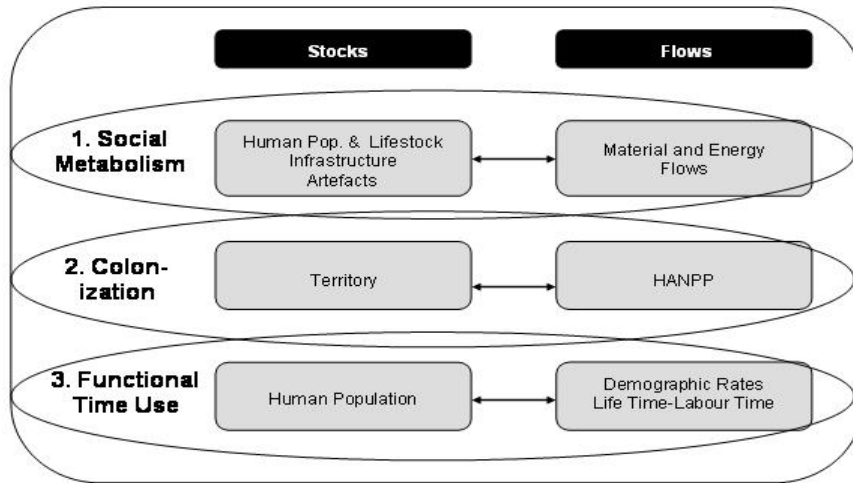 Stocks
Flows
1. Social
Metabolism
Human Pop. & Lifestock
Infrastructure
Artefacts
Material and Energy
Flows
2. Colon-
ization
Territory
HANPP
3. Functional
Time Use
Human Population
Demographic Rates
Life Time-Labour Time